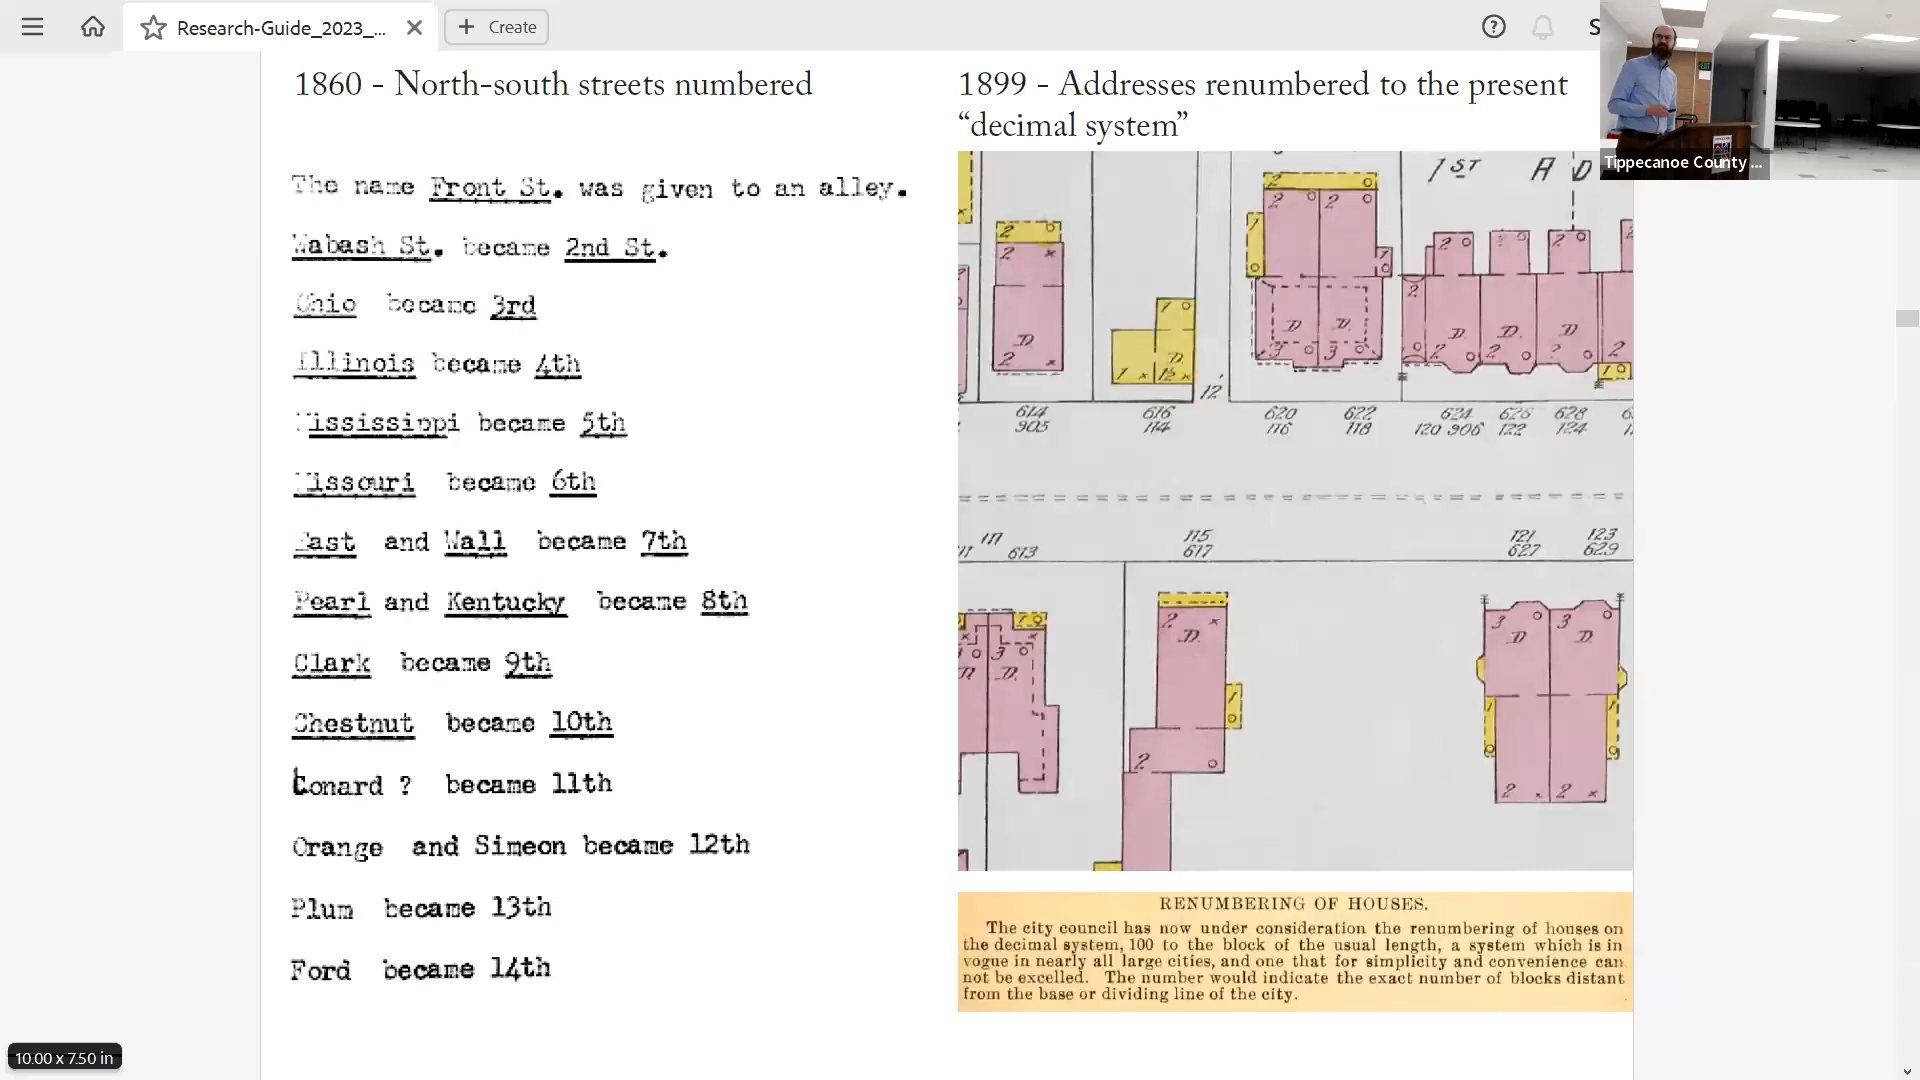 Research-Guide_2023_...
Create
Tippecanoe County ...
1860 - North-south streets numbered
The name Front St. was given to an alley.
Wabash St. became 2nd St.
Ohio became 3rd
Illinois became 4th
Mississippi became 5th
Missouri became 6th
East and Wall became 7th
Pearl and Kentucky became 8th
Clark became 9th
Chestnut became 10th
Conard ? became 11th
Orange and Simeon became 12th
Plum became 13th
Ford became 14th
1899 - Addresses renumbered to the present
“decimal system”
1ST AD
614 616 620 622 624 626 628
905 114 116 118 120 906 122 124
12'
111 115 121 123
613 617 627 629
RENUMBERING OF HOUSES.
The city council has now under consideration the renumbering of houses on
the decimal system, 100 to the block of the usual length, a system which is in
vogue in nearly all large cities, and one that for simplicity and convenience can
not be excelled. The number would indicate the exact number of blocks distant
from the base or dividing line of the city.
10.00 x 7.50 in